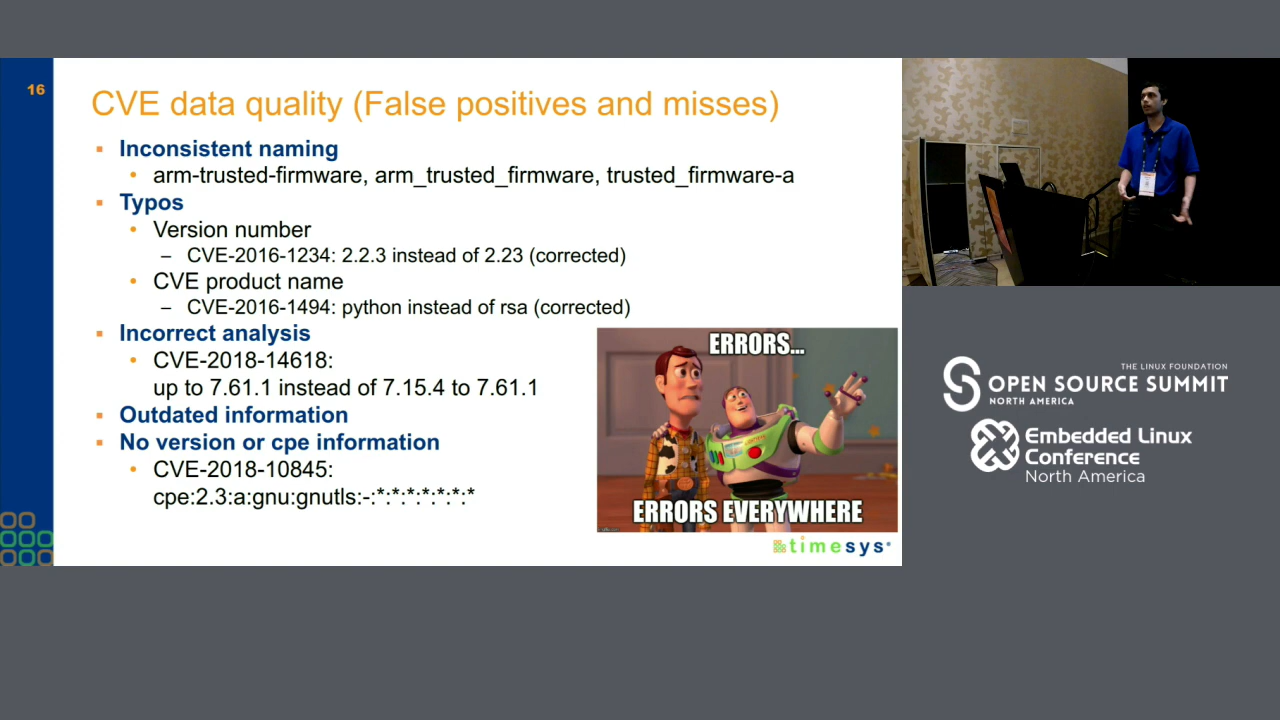 16
CVE data quality (False positives and misses)
▪ Inconsistent naming
• arm-trusted-firmware, arm_trusted_firmware, trusted_firmware-a
▪ Typos
• Version number
– CVE-2016-1234: 2.2.3 instead of 2.23 (corrected)
• CVE product name
– CVE-2016-1494: python instead of rsa (corrected)
▪ Incorrect analysis
• CVE-2018-14618:
up to 7.61.1 instead of 7.15.4 to 7.61.1
▪ Outdated information
▪ No version or cpe information
• CVE-2018-10845:
cpe:2.3:a:gnu:gnutls:-:*:*:*:*:*:*:*
ERRORS...
ERRORS EVERYWHERE
timesys
THE LINUX FOUNDATION
OPEN SOURCE SUMMIT
NORTH AMERICA
Embedded Linux
Conference
North America